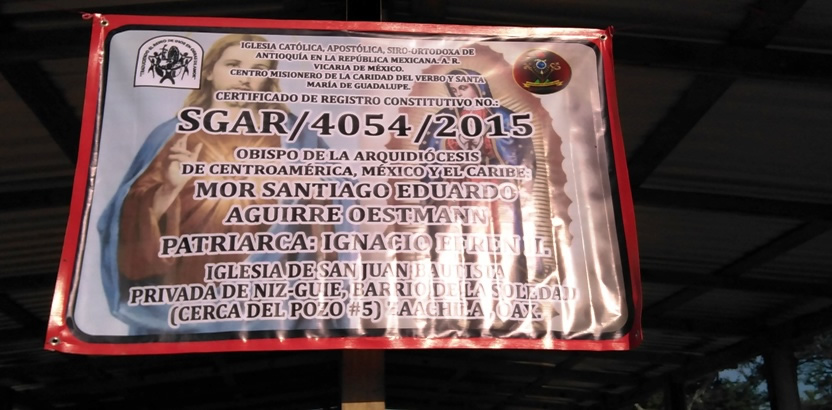 IGLESIA CATÓLICA, APOSTÓLICA, SIRO-ORTODOXA DE
ANTIOQUÍA EN LA REPÚBLICA MEXICANA. A. R.
VICARIA DE MÉXICO.
CENTRO MISIONERO DE LA CARIDAD DEL VERBO Y SANTA
MARÍA DE GUADALUPE.
CERTIFICADO DE REGISTRO CONSTITUTIVO NO.:
SGAR/4054/2015
OBISPO DE LA ARQUIDIÓCESIS
DE CENTROAMÉRICA, MÉXICO Y EL CARIBE:
MOR SANTIAGO EDUARDO
AGUIRRE OESTMANN
PATRIARCA: IGNACIO EFREN
IGLESIA DE SAN JUAN BAUTISTA
PRIVADA DE NIZ-GUIE, BARRIO DE LA SOLEDAD
(CERCA DEL POZO #5) ZAACHILA, OAX.